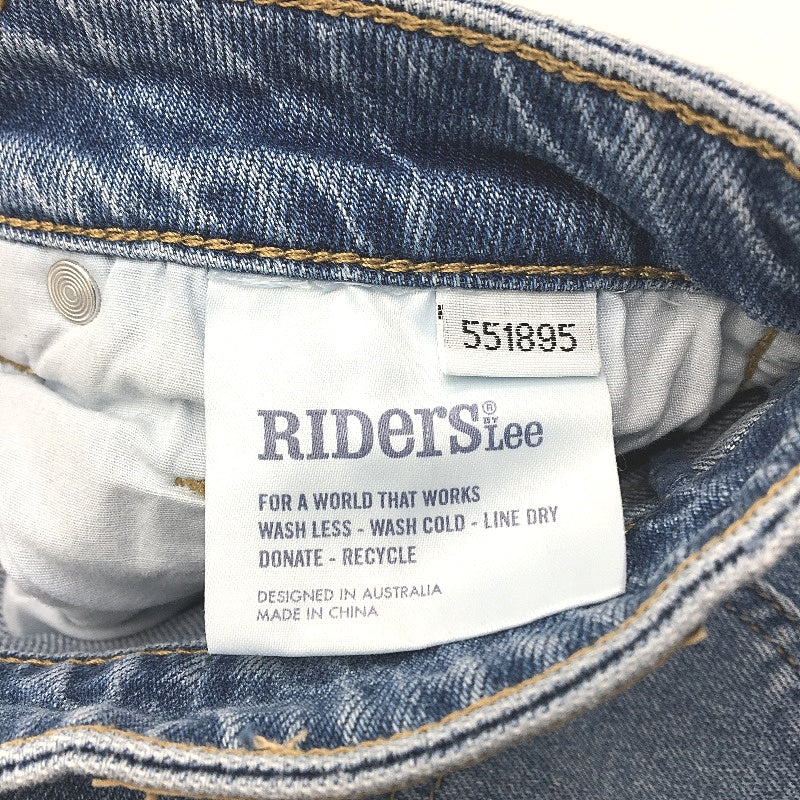 551895
RIDERS® BY Lee
FOR A WORLD THAT WORKS
WASH LESS - WASH COLD - LINE DRY
DONATE - RECYCLE
DESIGNED IN AUSTRALIA
MADE IN CHINA